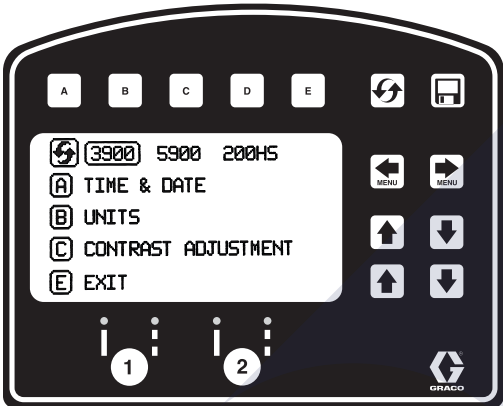 A B C D E
3900 5900 200HS
A TIME & DATE
B UNITS
C CONTRAST ADJUSTMENT
E EXIT
MENU MENU
1 2
GRACO